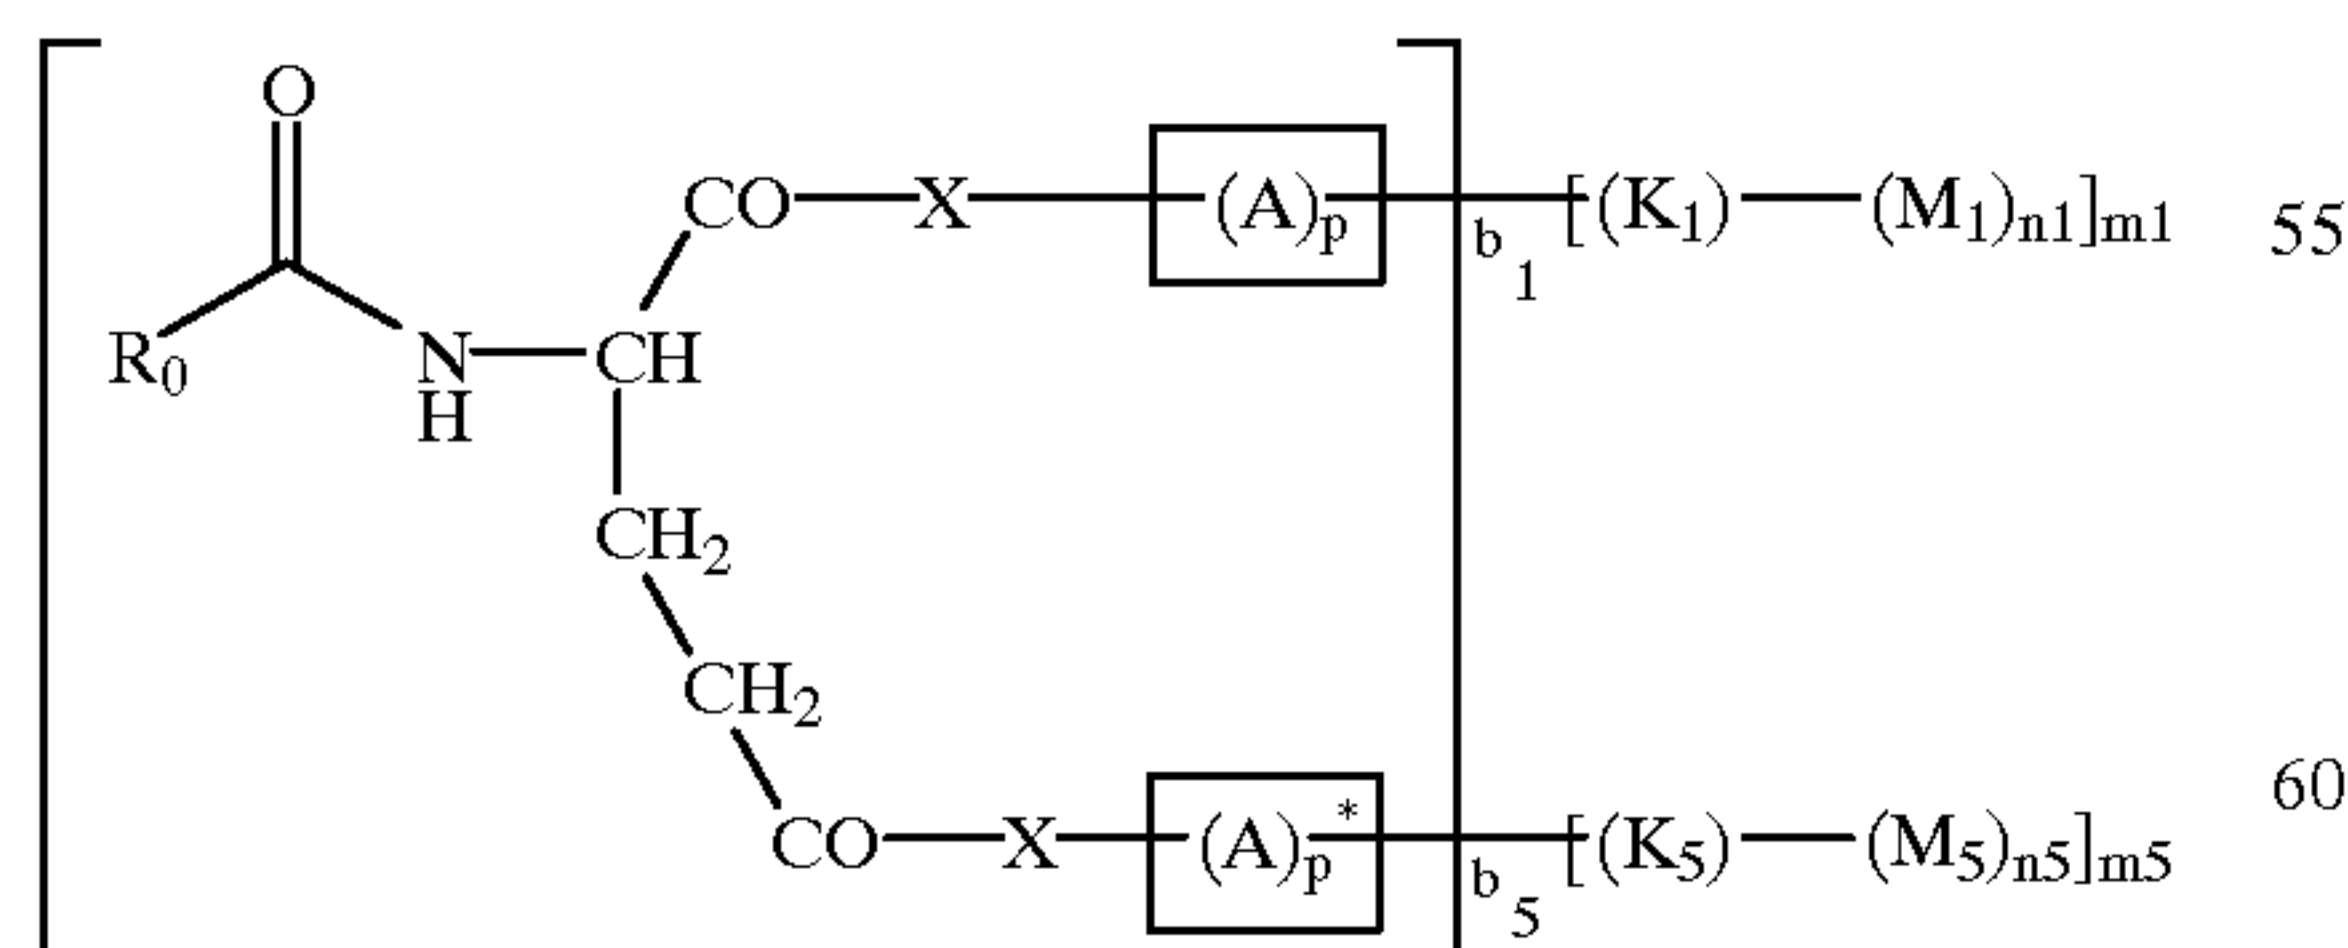 O
CO—X—(A)p—b1[(K1)—(M1)n1]m1 55
R0 N—CH
H
CH2
CH2
60
CO—X—(A)p*—b5[(K5)—(M5)n5]m5